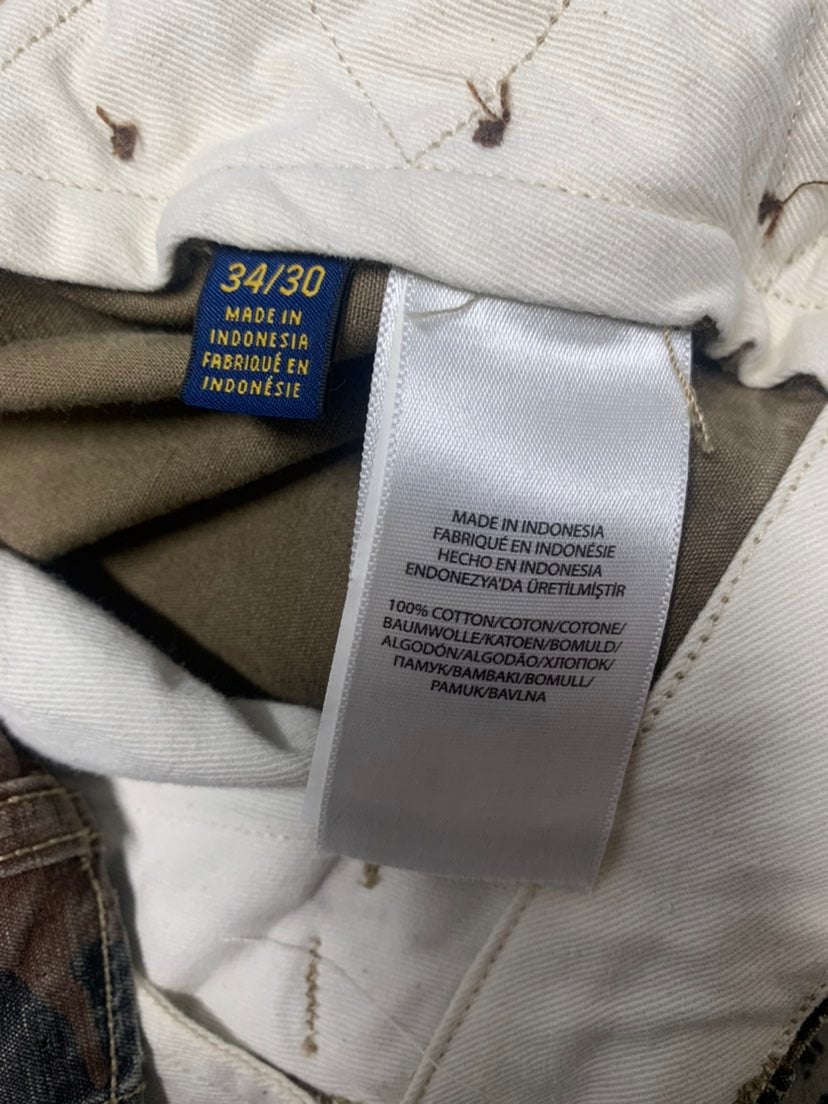 34/30
MADE IN
INDONESIA
FABRIQUÉ EN
INDONÉSIE
MADE IN INDONESIA
FABRIQUÉ EN INDONÉSIE
HECHO EN INDONESIA
ENDONEZYA'DA ÜRETİLMİŞTİR
100% COTTON/COTON/COTONE/
BAUMWOLLE/KATOEN/BOMULD/
ALGODÓN/ALGODÃO/ХЛОПОК/
ПАМУК/BAMBAKI/BOMULL/
PAMUK/BAVLNA